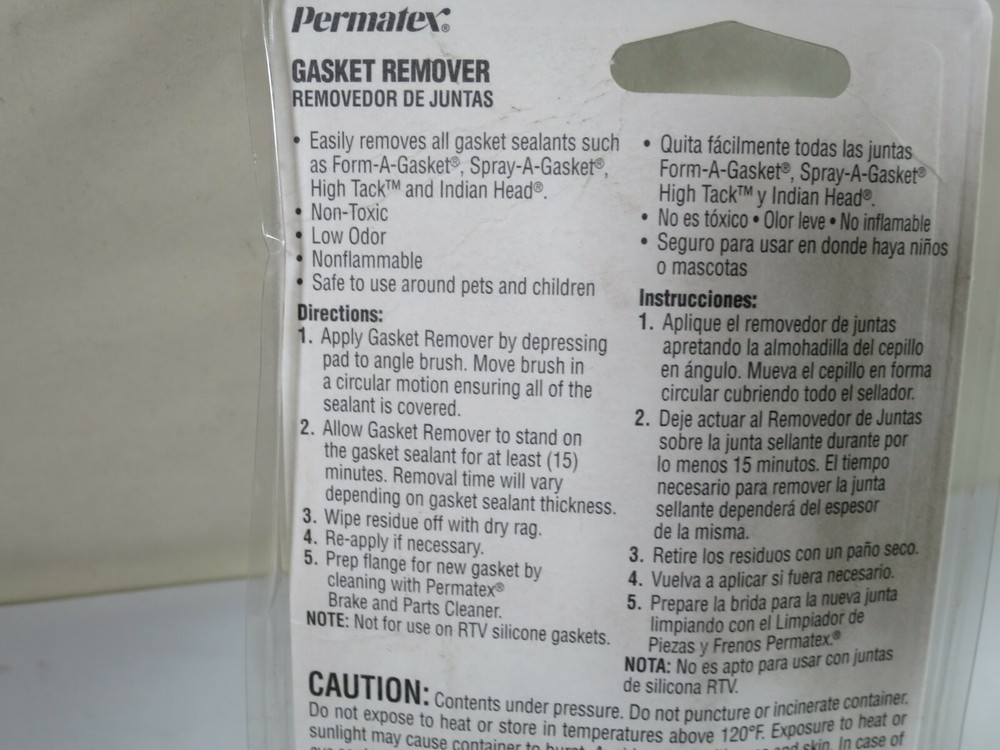 Permatex®
GASKET REMOVER
REMOVEDOR DE JUNTAS
• Easily removes all gasket sealants such
as Form-A-Gasket®, Spray-A-Gasket®,
High Tack™ and Indian Head®.
• Non-Toxic
• Low Odor
• Nonflammable
• Safe to use around pets and children
Directions:
1. Apply Gasket Remover by depressing
pad to angle brush. Move brush in
a circular motion ensuring all of the
sealant is covered.
2. Allow Gasket Remover to stand on
the gasket sealant for at least (15)
minutes. Removal time will vary
depending on gasket sealant thickness.
3. Wipe residue off with dry rag.
4. Re-apply if necessary.
5. Prep flange for new gasket by
cleaning with Permatex®
Brake and Parts Cleaner.
NOTE: Not for use on RTV silicone gaskets.
• Quita fácilmente todas las juntas
Form-A-Gasket®, Spray-A-Gasket®
High Tack™ y Indian Head®.
• No es tóxico • Olor leve • No inflamable
• Seguro para usar en donde haya niños
o mascotas
Instrucciones:
1. Aplique el removedor de juntas
apretando la almohadilla del cepillo
en ángulo. Mueva el cepillo en forma
circular cubriendo todo el sellador.
2. Deje actuar al Removedor de Juntas
sobre la junta sellante durante por
lo menos 15 minutos. El tiempo
necesario para remover la junta
sellante dependerá del espesor
de la misma.
3. Retire los residuos con un paño seco.
4. Vuelva a aplicar si fuera necesario.
5. Prepare la brida para la nueva junta
limpiando con el Limpiador de
Piezas y Frenos Permatex.®
NOTA: No es apto para usar con juntas
de silicona RTV.
CAUTION: Contents under pressure. Do not puncture or incinerate container.
Do not expose to heat or store in temperatures above 120°F. Exposure to heat or
sunlight may cause container to burst.
and skin. In case of